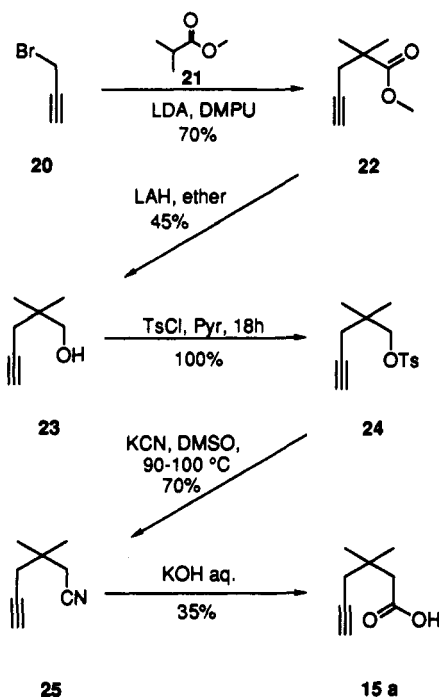 Br
O
O
21
LDA, DMPU
70%
20
O
O
22
LAH, ether
45%
OH
23
TsCl, Pyr, 18h
100%
OTs
24
KCN, DMSO,
90-100 °C
70%
CN
25
KOH aq.
35%
O
OH
15 a